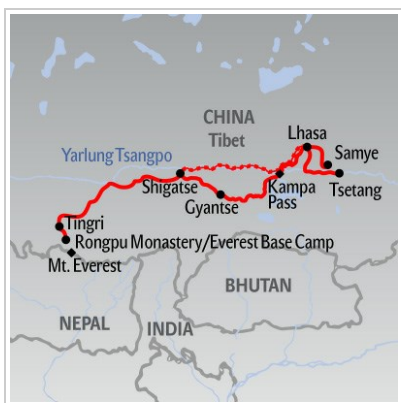 CHINA
Tibet
Lhasa
Samye
Yarlung Tsangpo
Shigatse
Kampa
Pass
Tsetang
Gyantse
Tingri
Rongpu Monastery/Everest Base Camp
Mt. Everest
BHUTAN
NEPAL
INDIA